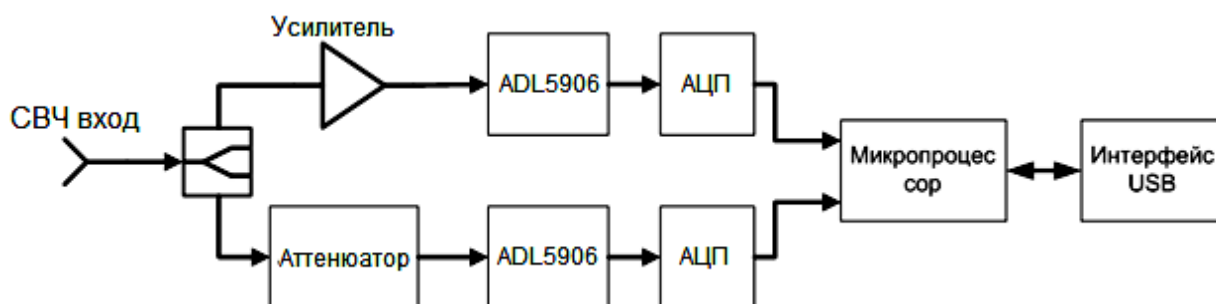 Усилитель
СВЧ вход
ADL5906
АЦП
Микропроцес
сор
Интерфейс
USB
Аттенюатор
ADL5906
АЦП